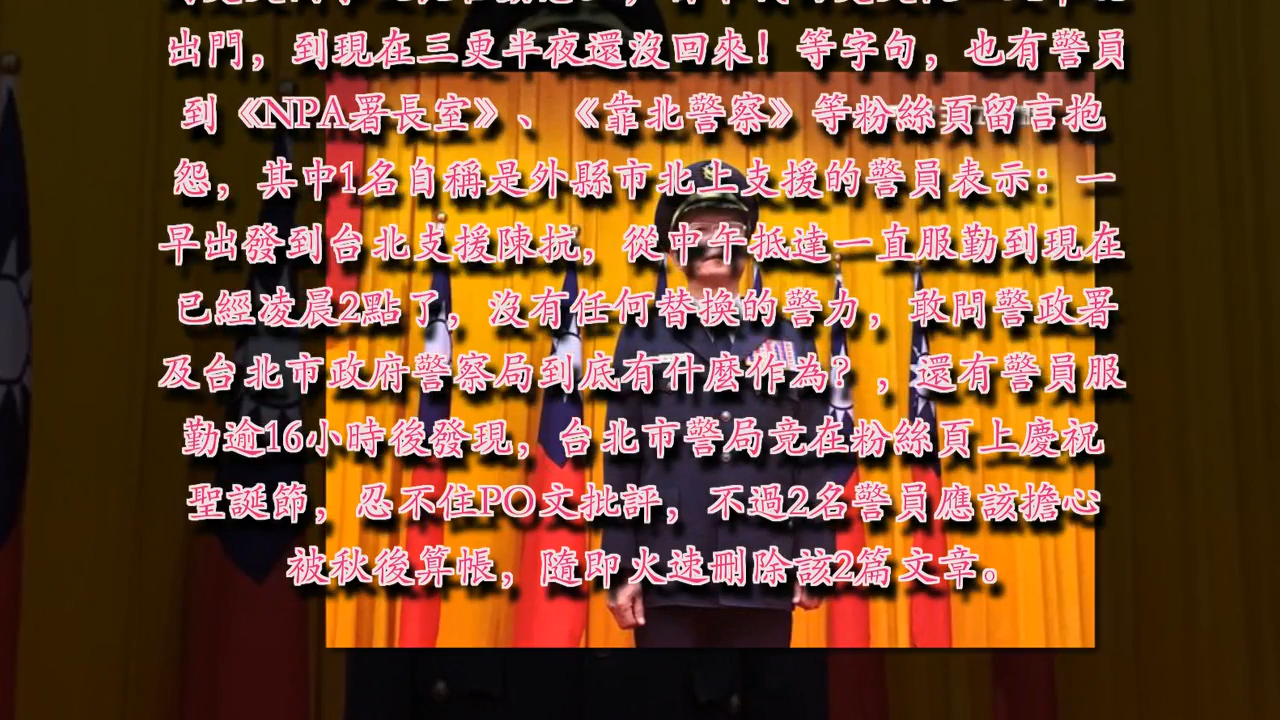 出門，到現在三更半夜還沒回來！等字句，也有警員
到《NPA署長室》、《靠北警察》等粉絲頁留言抱
怨，其中1名自稱是外縣市北上支援的警員表示：一
早出發到台北支援陳抗，從中午抵達一直服勤到現在
已經凌晨2點了，沒有任何替換的警力，敢問警政署
及台北市政府警察局到底有什麼作為？，還有警員服
勤逾16小時後發現，台北市警局竟在粉絲頁上慶祝
聖誕節，忍不住PO文批評，不過2名警員應該擔心
被秋後算帳，隨即火速刪除該2篇文章。